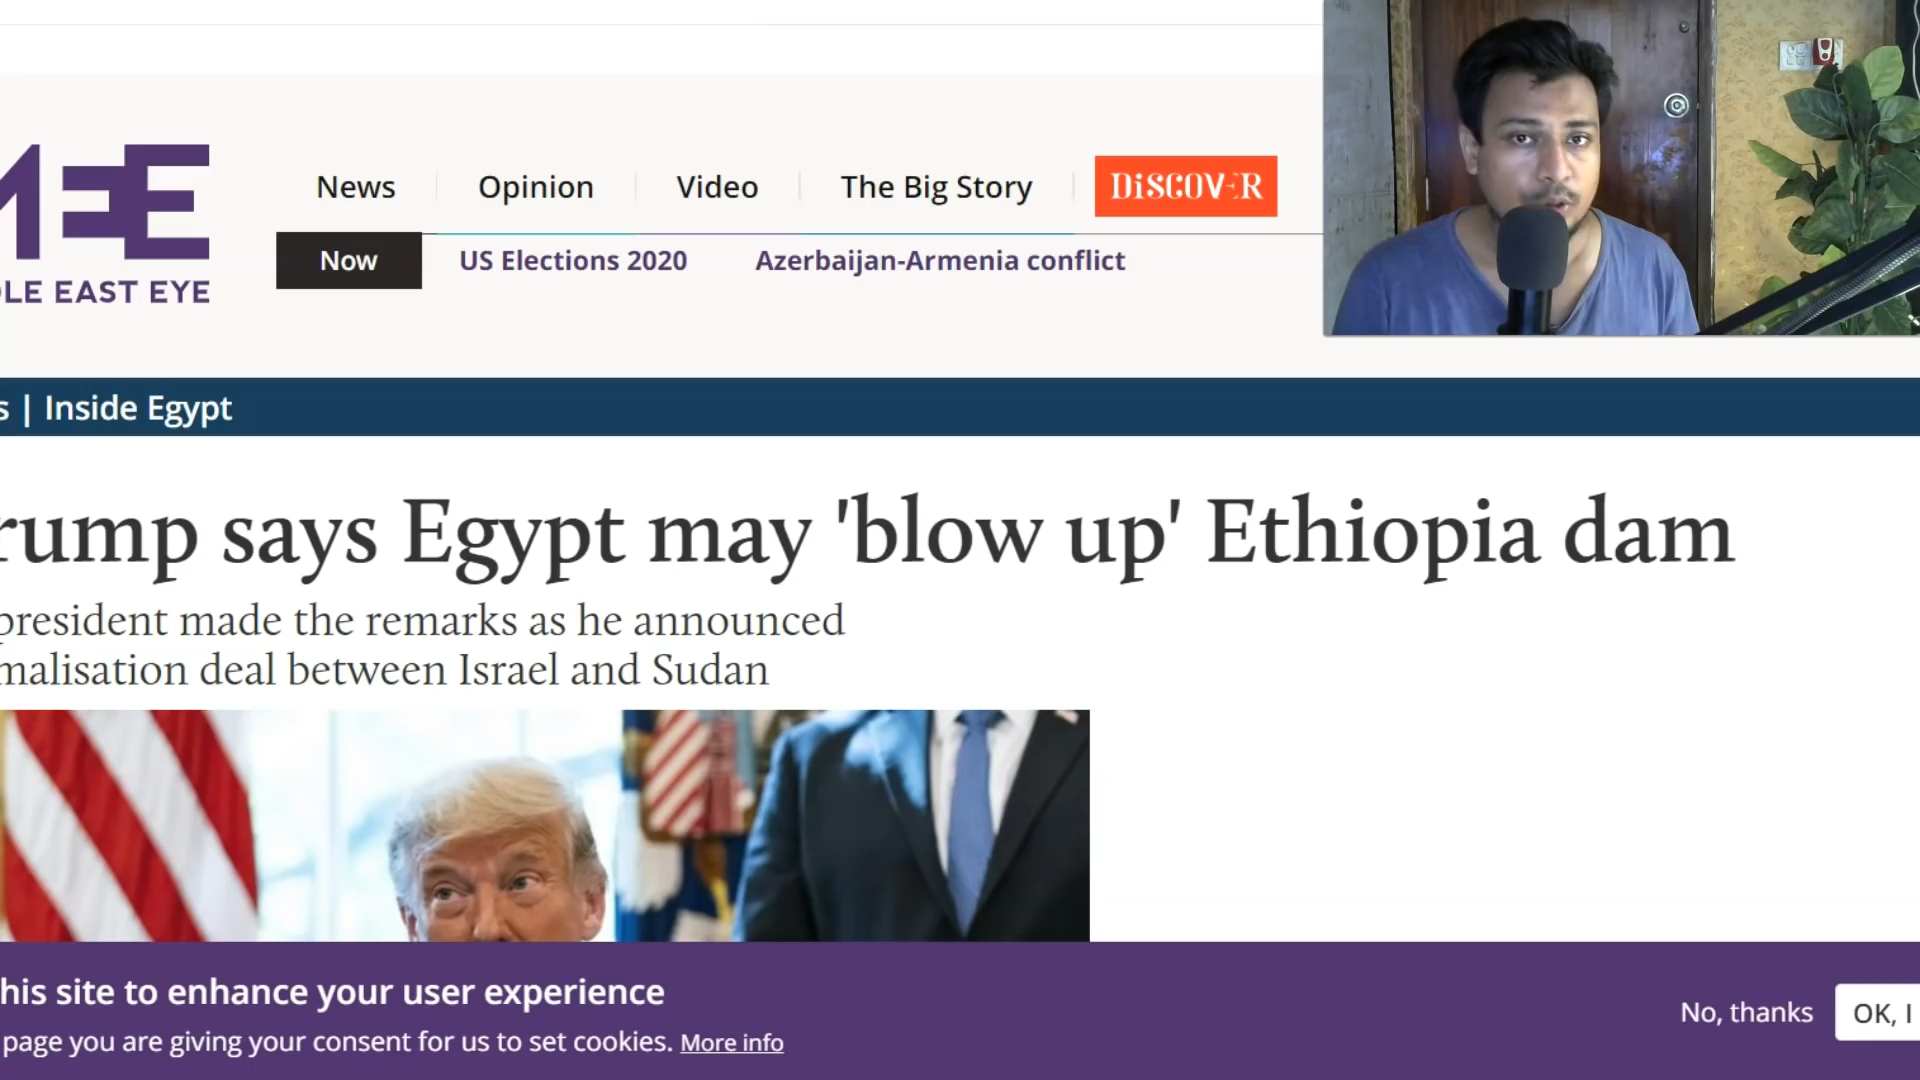 MEE
DLE EAST EYE
News
Opinion
Video
The Big Story
DiSCOVER
Now
US Elections 2020
Azerbaijan-Armenia conflict
s | Inside Egypt
rump says Egypt may 'blow up' Ethiopia dam
president made the remarks as he announced
malisation deal between Israel and Sudan
his site to enhance your user experience
page you are giving your consent for us to set cookies. More info
No, thanks
OK, I